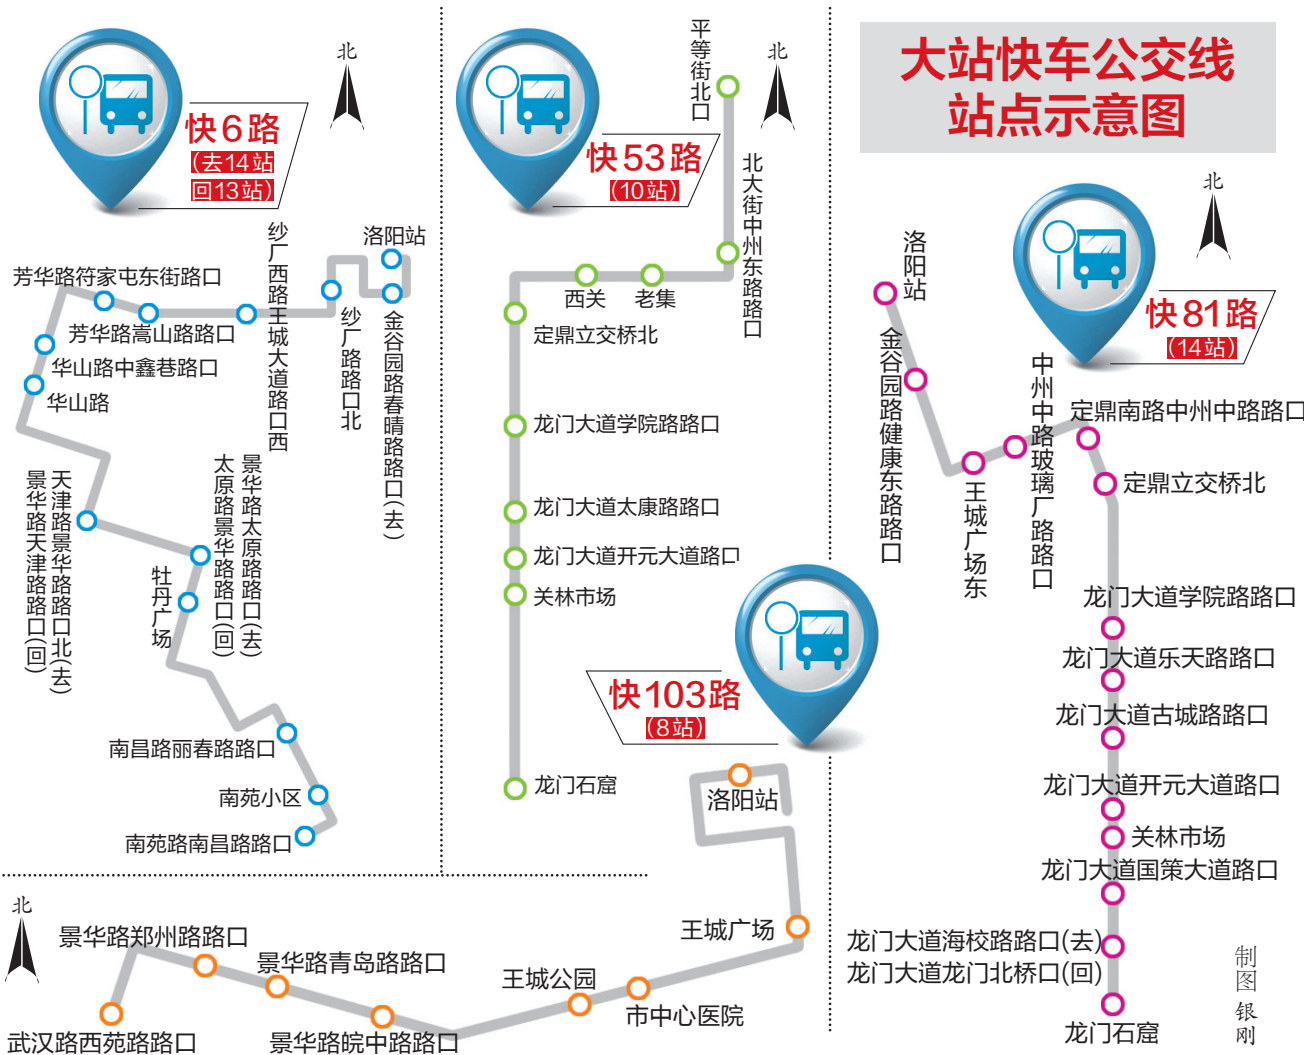 大站快车公交线
站点示意图
北
快6路
(去14站
回13站)
洛阳站
金谷园路春晴路路口(去)
纱厂路路口北
纱厂西路王城大道路口西
芳华路嵩山路路口
芳华路符家屯东街路口
华山路中鑫巷路口
华山路
天津路景华路路口北(去)
景华路天津路路口(回)
景华路太原路路口(去)
太原路景华路路口(回)
牡丹广场
南昌路丽春路路口
南苑小区
南苑路南昌路路口
北
快53路
(10站)
平等街北口
北大街中州东路路口
老集
西关
定鼎立交桥北
龙门大道学院路路口
龙门大道太康路路口
龙门大道开元大道路口
关林市场
龙门石窟
北
快81路
(14站)
洛阳站
金谷园路健康东路路口
王城广场东
中州中路玻璃厂路路口
定鼎南路中州中路路口
定鼎立交桥北
龙门大道学院路路口
龙门大道乐天路路口
龙门大道古城路路口
龙门大道开元大道路口
关林市场
龙门大道国策大道路口
龙门大道海校路路口(去)
龙门大道龙门北桥口(回)
龙门石窟
快103路
(8站)
洛阳站
王城广场
市中心医院
王城公园
景华路皖中路路口
景华路青岛路路口
景华路郑州路路口
武汉路西苑路路口
北
制图 银刚